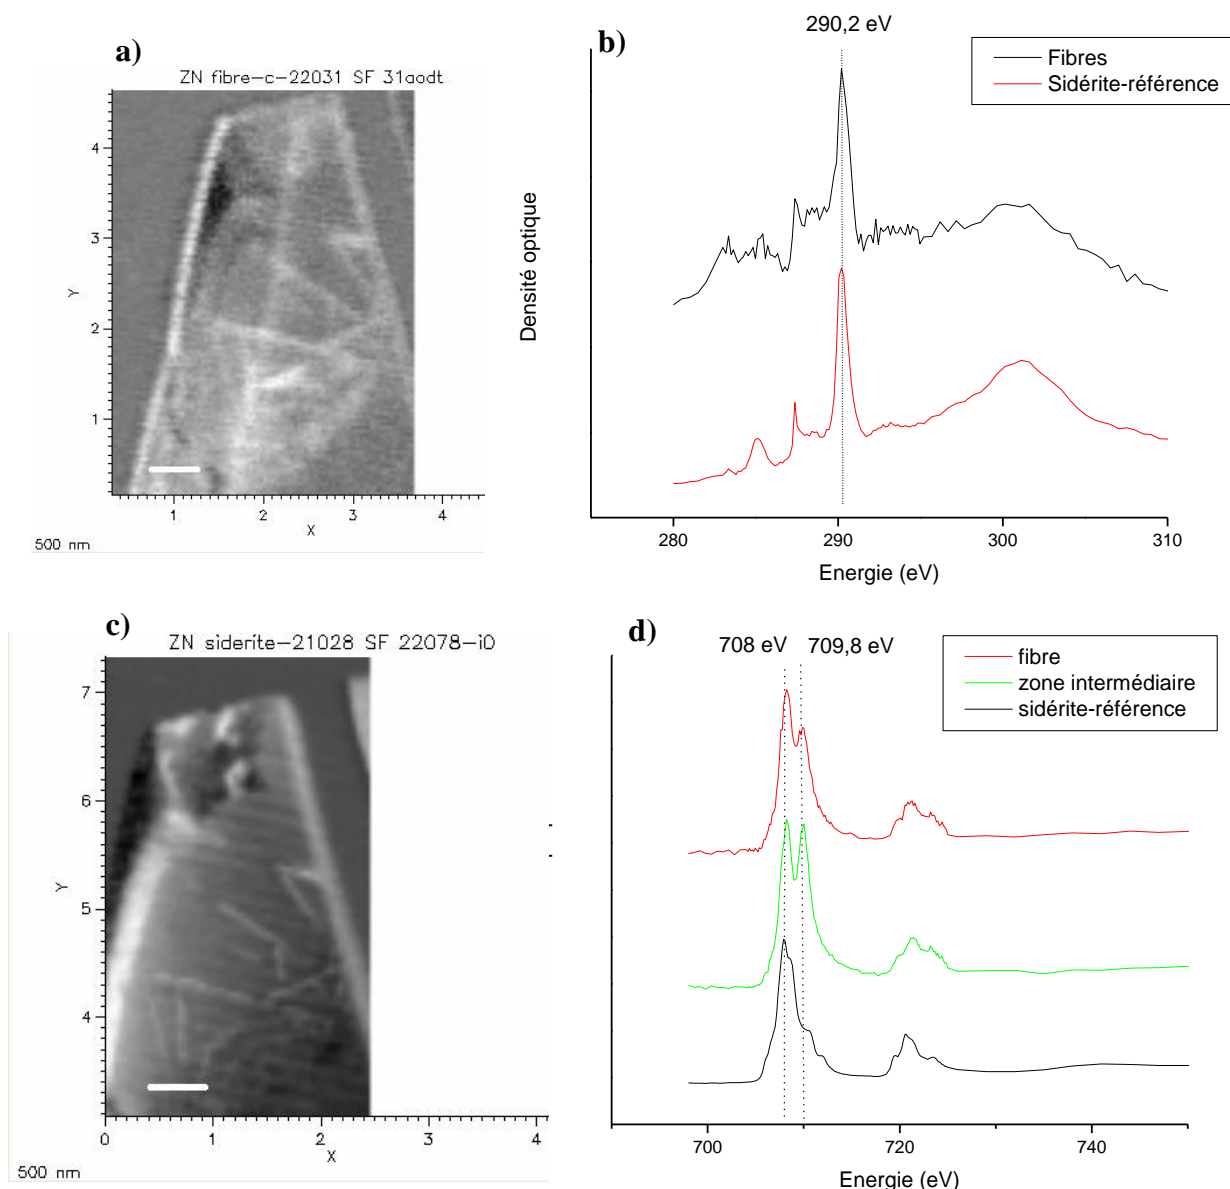 a)
ZN fibre-c-22031 SF 31aodt
4
3
2
1
Y
1 2 3 4
X
500 nm
290,2 eV
b)
Fibres
Sidérite-référence
Densité optique
280 290 300 310
Energie (eV)
c)
ZN siderite-21028 SF 22078-i0
7
6
5
4
Y
0 1 2 3 4
X
500 nm
d)
708 eV 709,8 eV
fibre
zone intermédiaire
sidérite-référence
700 720 740
Energie (eV)